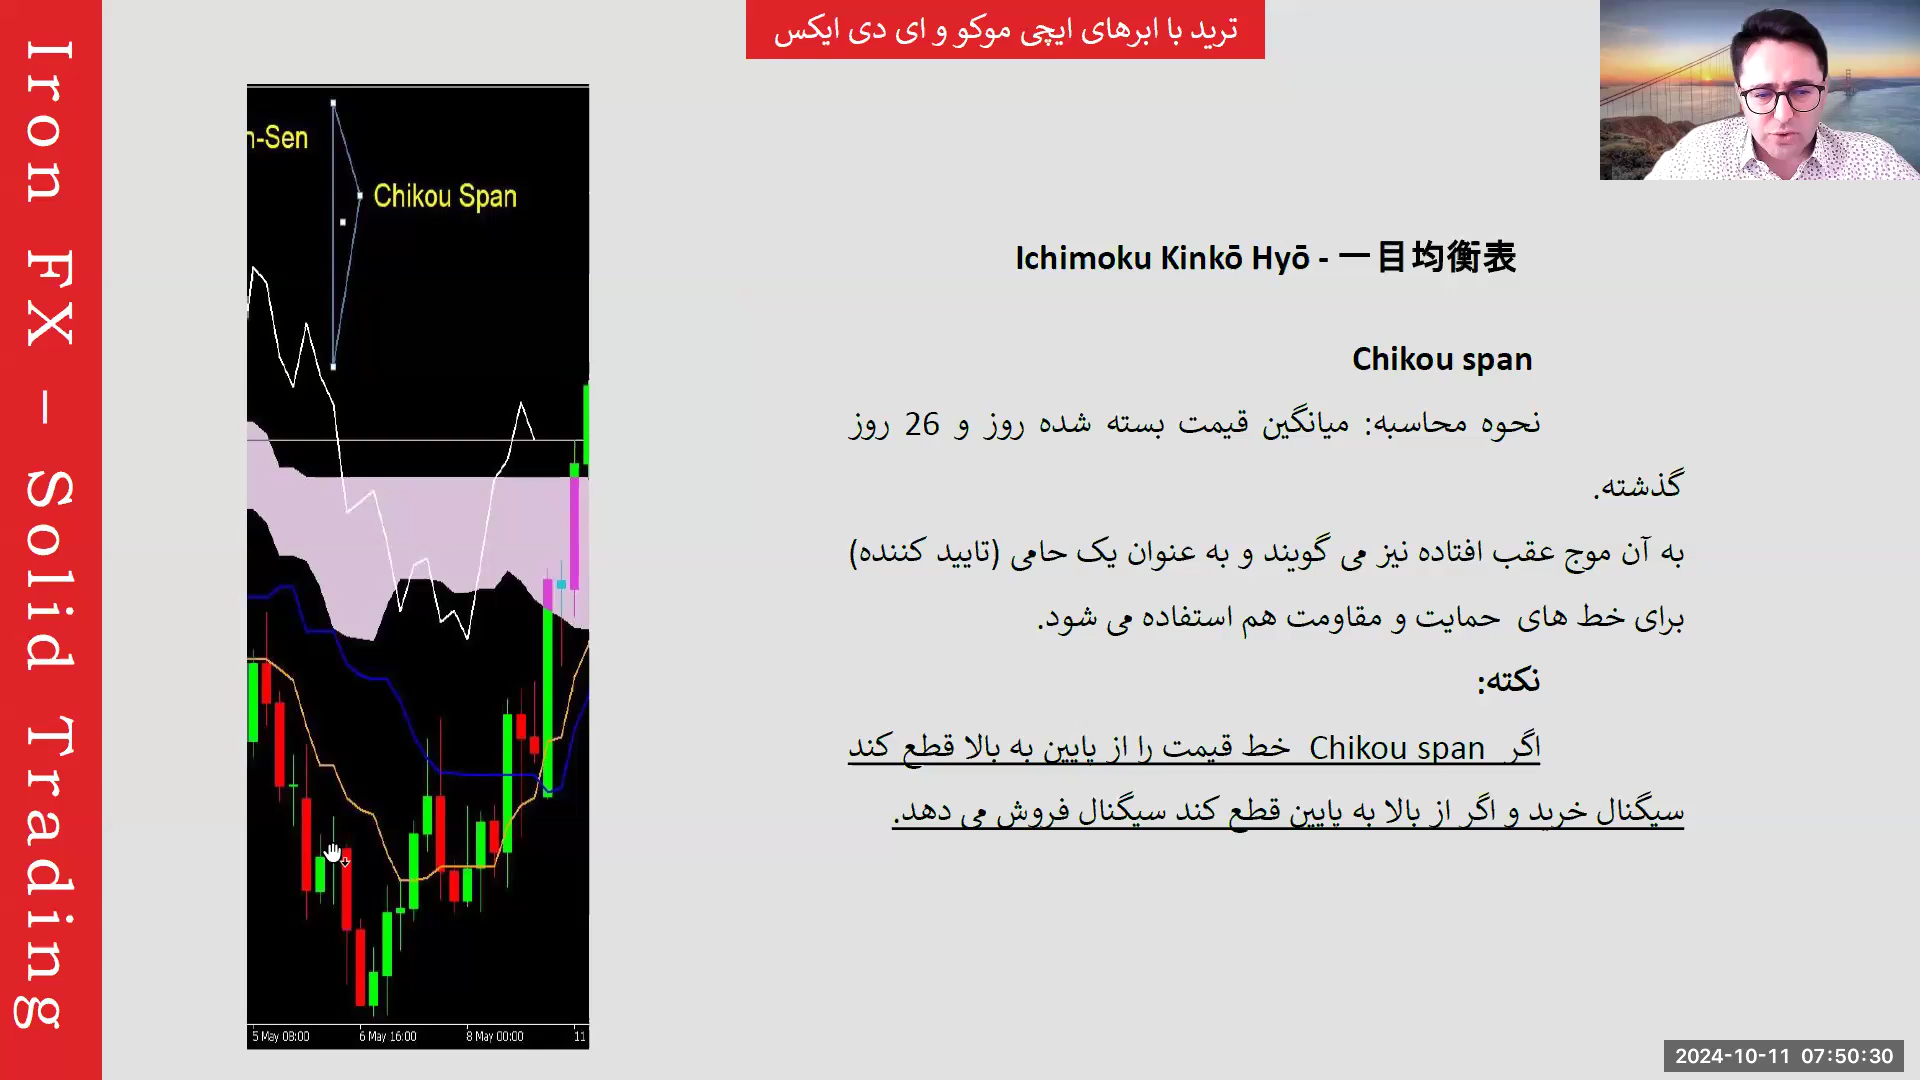 Iron FX – Solid Trading
ترید با ابرهای ایچی موکو و ای دی ایکس
n-Sen
Chikou Span
5 May 08:00
6 May 16:00
8 May 00:00
11
Ichimoku Kinkō Hyō - 一目均衡表
Chikou span
نحوه محاسبه: میانگین قیمت بسته شده روز و 26 روز
گذشته.
به آن موج عقب افتاده نیز می گویند و به عنوان یک حامی (تایید کننده)
برای خط های حمایت و مقاومت هم استفاده می شود.
نکته:
اگر Chikou span خط قیمت را از پایین به بالا قطع کند
سیگنال خرید و اگر از بالا به پایین قطع کند سیگنال فروش می دهد.
2024-10-11 07:50:30